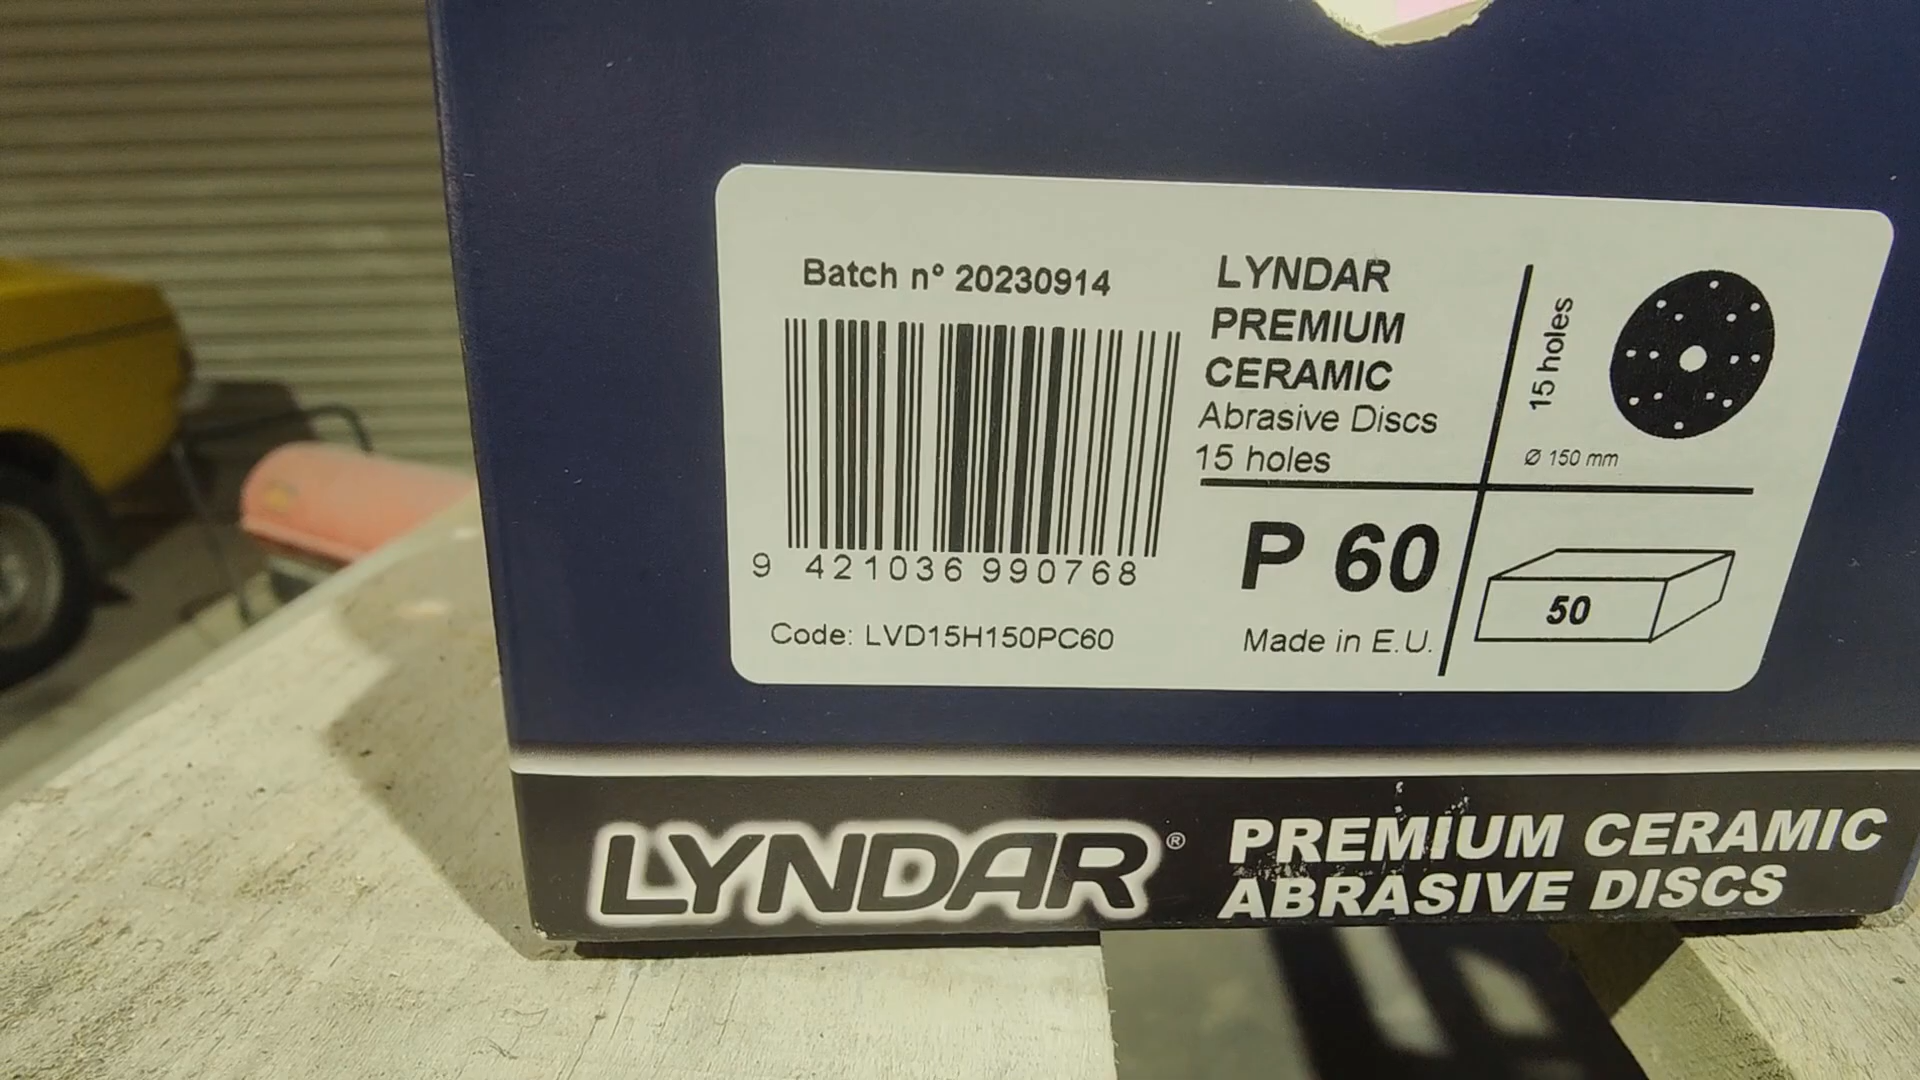 Batch nº 20230914
9 421036 990768
Code: LVD15H150PC60
LYNDAR
PREMIUM
CERAMIC
Abrasive Discs
15 holes
15 holes
Ø 150 mm
P 60
Made in E.U.
50
LYNDAR®
PREMIUM CERAMIC
ABRASIVE DISCS